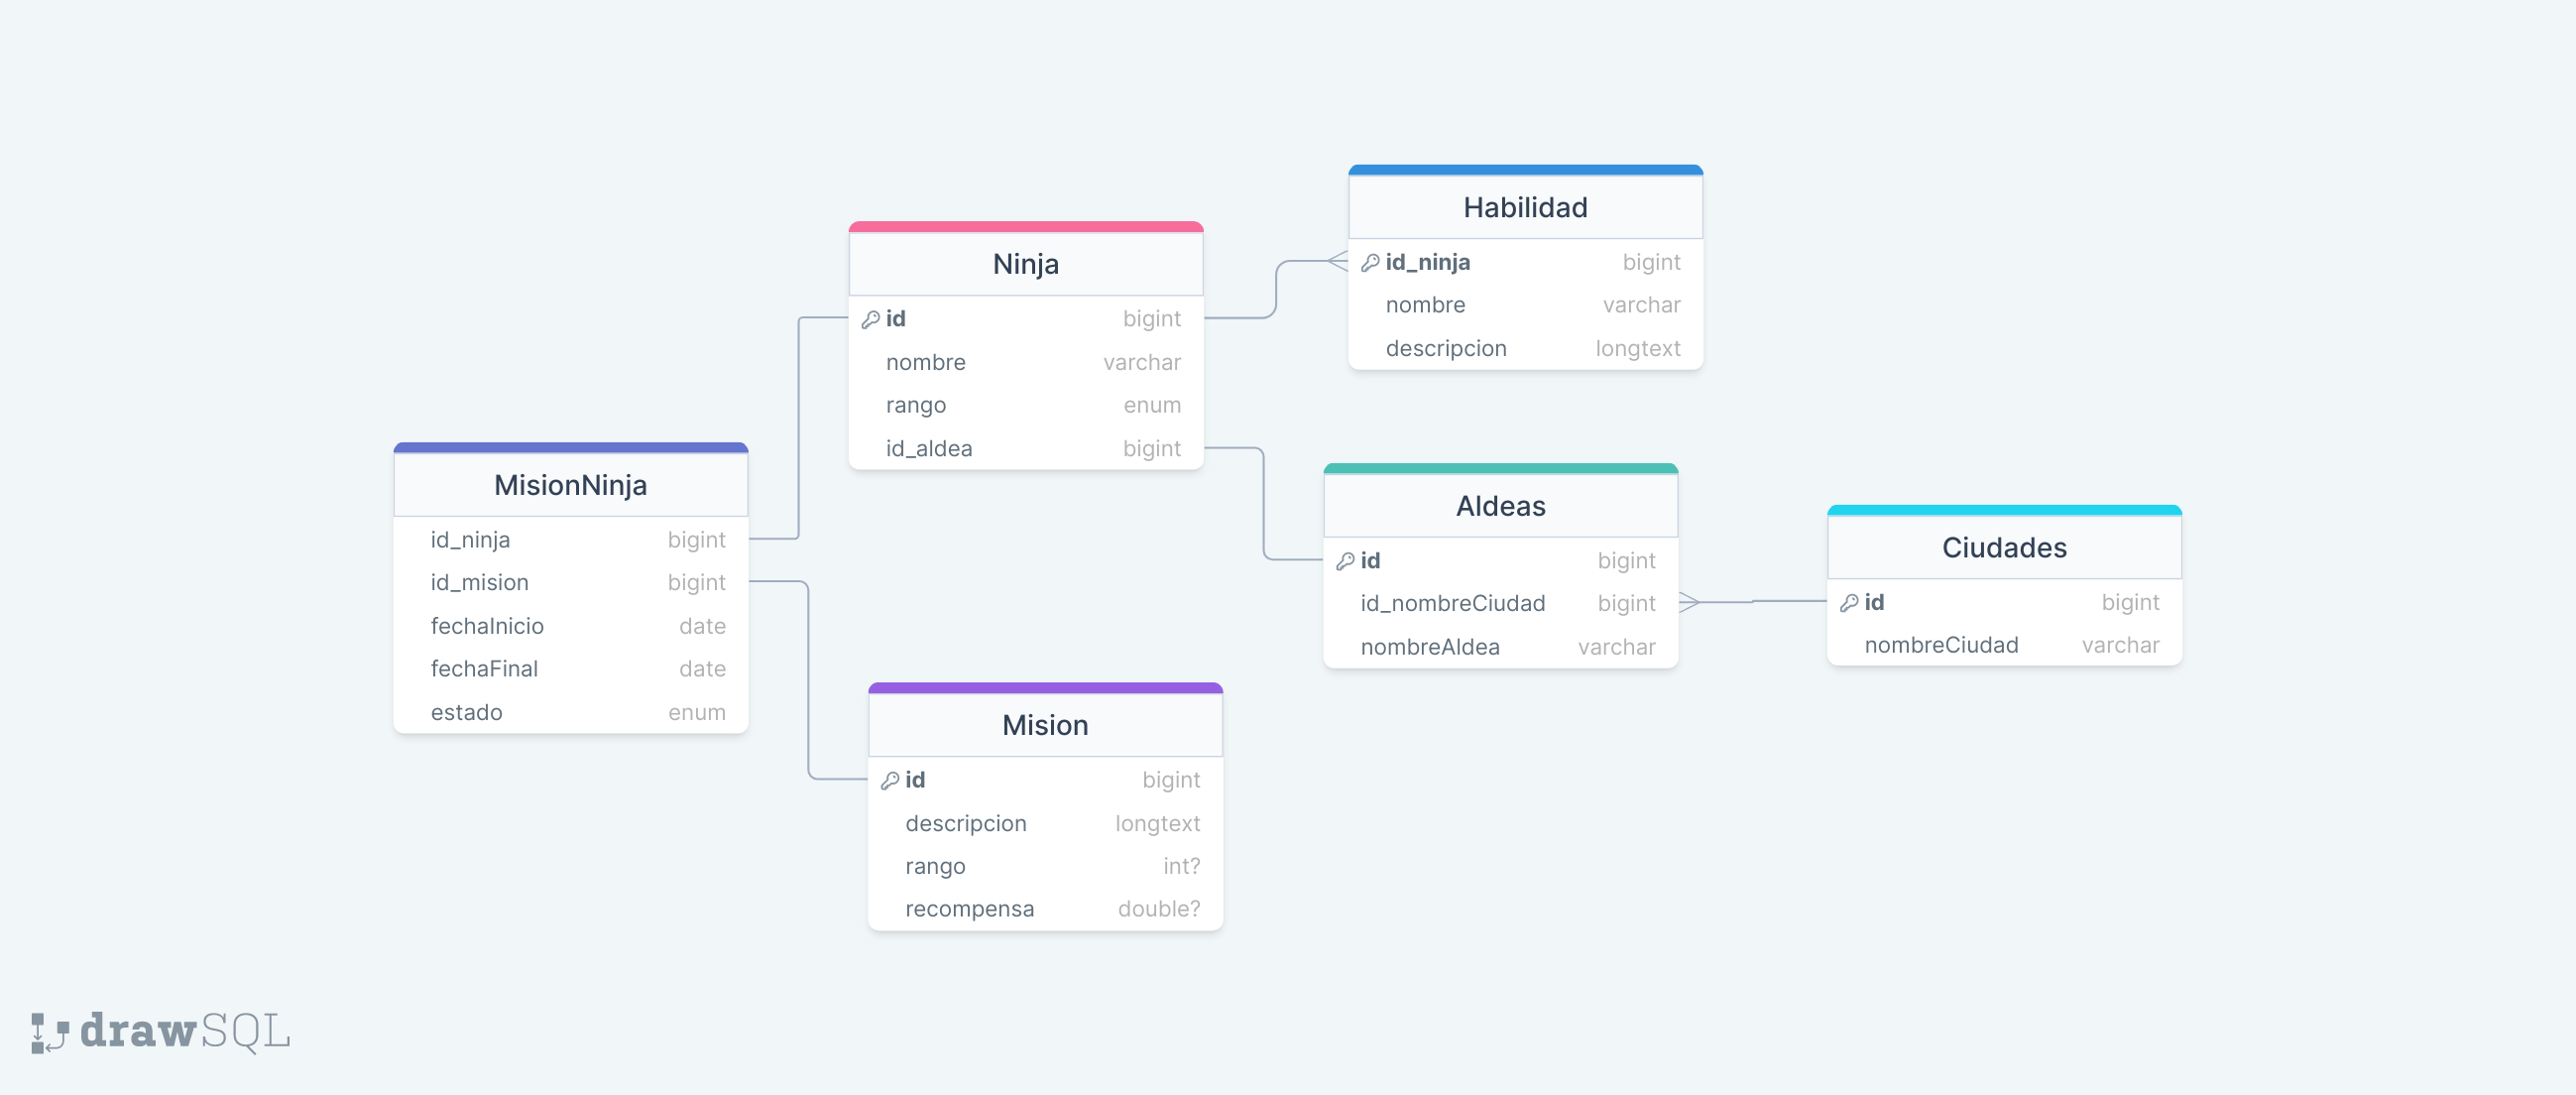 Habilidad
id_ninja bigint
nombre varchar
descripcion longtext
Ninja
id bigint
nombre varchar
rango enum
id_aldea bigint
MisionNinja
id_ninja bigint
id_mision bigint
fechaInicio date
fechaFinal date
estado enum
Aldeas
id bigint
id_nombreCiudad bigint
nombreAldea varchar
Ciudades
id bigint
nombreCiudad varchar
Mision
id bigint
descripcion longtext
rango int?
recompensa double?
drawSQL